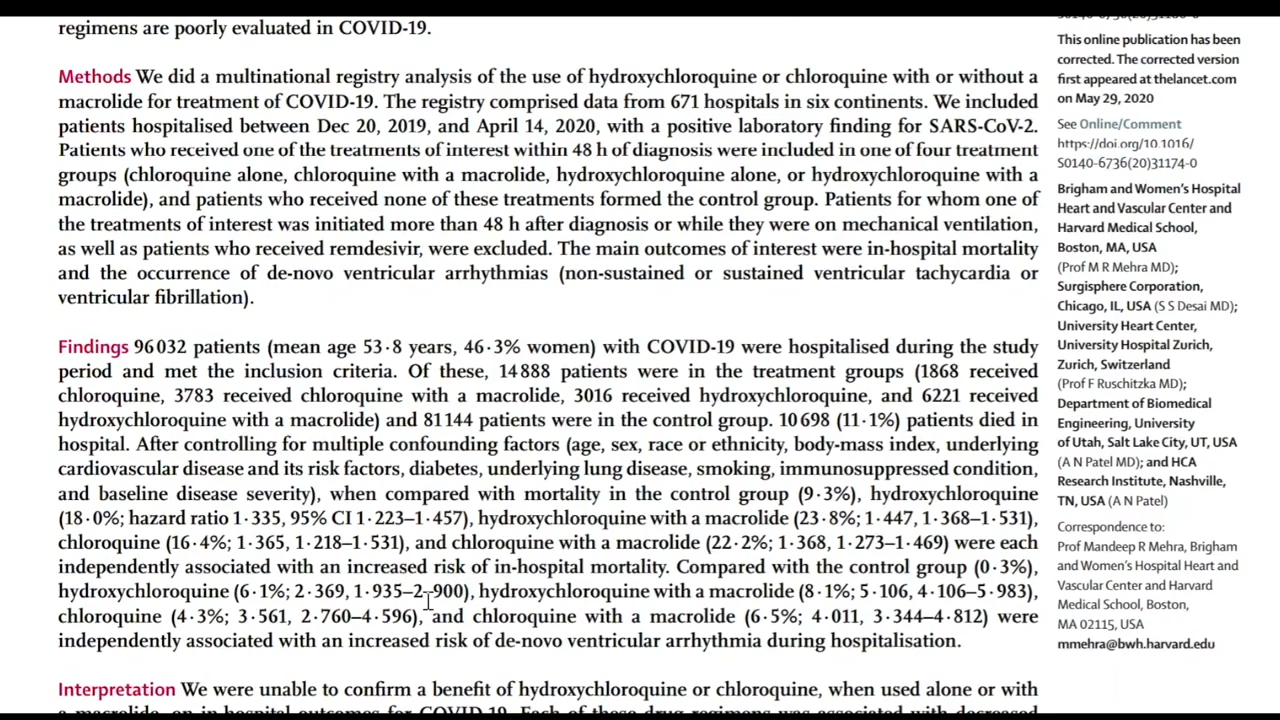 regimens are poorly evaluated in COVID-19.
Methods We did a multinational registry analysis of the use of hydroxychloroquine or chloroquine with or without a
macrolide for treatment of COVID-19. The registry comprised data from 671 hospitals in six continents. We included
patients hospitalised between Dec 20, 2019, and April 14, 2020, with a positive laboratory finding for SARS-CoV-2.
Patients who received one of the treatments of interest within 48 h of diagnosis were included in one of four treatment
groups (chloroquine alone, chloroquine with a macrolide, hydroxychloroquine alone, or hydroxychloroquine with a
macrolide), and patients who received none of these treatments formed the control group. Patients for whom one of
the treatments of interest was initiated more than 48 h after diagnosis or while they were on mechanical ventilation,
as well as patients who received remdesivir, were excluded. The main outcomes of interest were in-hospital mortality
and the occurrence of de-novo ventricular arrhythmias (non-sustained or sustained ventricular tachycardia or
ventricular fibrillation).
Findings 96 032 patients (mean age 53·8 years, 46·3% women) with COVID-19 were hospitalised during the study
period and met the inclusion criteria. Of these, 14 888 patients were in the treatment groups (1868 received
chloroquine, 3783 received chloroquine with a macrolide, 3016 received hydroxychloroquine, and 6221 received
hydroxychloroquine with a macrolide) and 81 144 patients were in the control group. 10 698 (11·1%) patients died in
hospital. After controlling for multiple confounding factors (age, sex, race or ethnicity, body-mass index, underlying
cardiovascular disease and its risk factors, diabetes, underlying lung disease, smoking, immunosuppressed condition,
and baseline disease severity), when compared with mortality in the control group (9·3%), hydroxychloroquine
(18·0%; hazard ratio 1·335, 95% CI 1·223–1·457), hydroxychloroquine with a macrolide (23·8%; 1·447, 1·368–1·531),
chloroquine (16·4%; 1·365, 1·218–1·531), and chloroquine with a macrolide (22·2%; 1·368, 1·273–1·469) were each
independently associated with an increased risk of in-hospital mortality. Compared with the control group (0·3%),
hydroxychloroquine (6·1%; 2·369, 1·935–2·900), hydroxychloroquine with a macrolide (8·1%; 5·106, 4·106–5·983),
chloroquine (4·3%; 3·561, 2·760–4·596), and chloroquine with a macrolide (6·5%; 4·011, 3·344–4·812) were
independently associated with an increased risk of de-novo ventricular arrhythmia during hospitalisation.
Interpretation We were unable to confirm a benefit of hydroxychloroquine or chloroquine, when used alone or with
a macrolide, on in-hospital outcomes for COVID-19. Each of these drug regimens was associated with decreased
S0140-6736(20)31180-6
This online publication has been
corrected. The corrected version
first appeared at thelancet.com
on May 29, 2020
See Online/Comment
https://doi.org/10.1016/
S0140-6736(20)31174-0
Brigham and Women's Hospital
Heart and Vascular Center and
Harvard Medical School,
Boston, MA, USA
(Prof M R Mehra MD);
Surgisphere Corporation,
Chicago, IL, USA (S S Desai MD);
University Heart Center,
University Hospital Zurich,
Zurich, Switzerland
(Prof F Ruschitzka MD);
Department of Biomedical
Engineering, University
of Utah, Salt Lake City, UT, USA
(A N Patel MD); and HCA
Research Institute, Nashville,
TN, USA (A N Patel)
Correspondence to:
Prof Mandeep R Mehra, Brigham
and Women's Hospital Heart and
Vascular Center and Harvard
Medical School, Boston,
MA 02115, USA
mmehra@bwh.harvard.edu